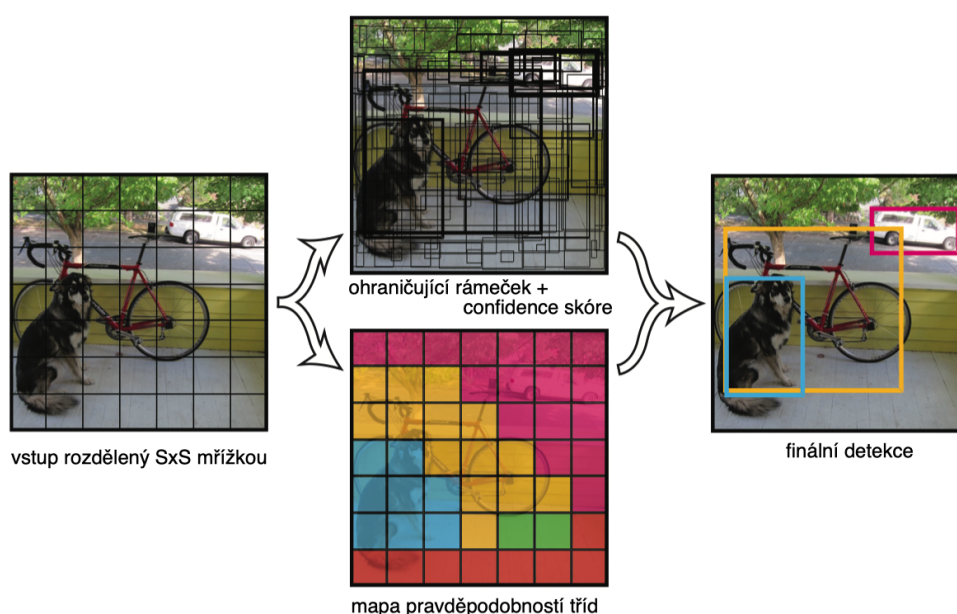 ohraničující rámeček +
confidence skóre
vstup rozdělený SxS mřížkou
finální detekce
mapa pravděpodobností tříd